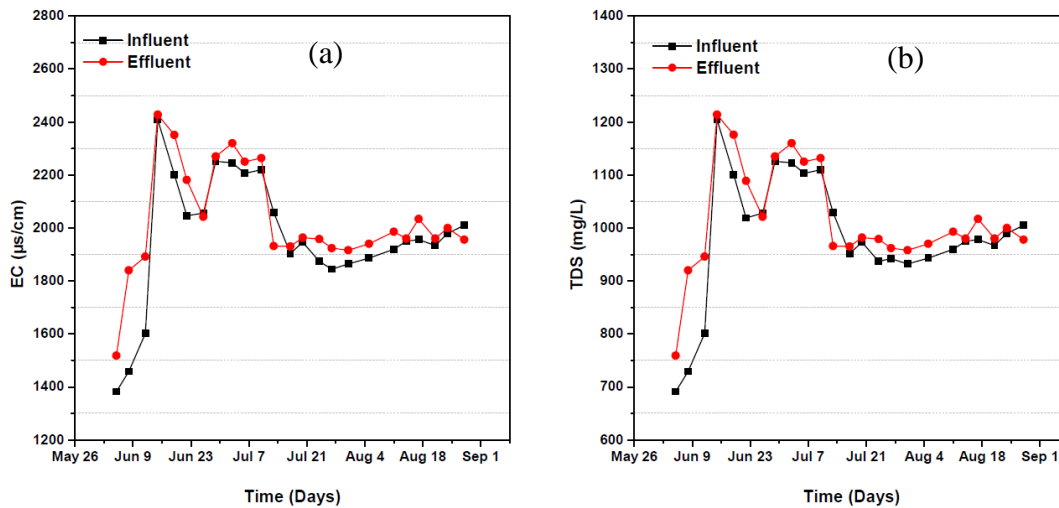 2800
2600
2400
2200
2000
1800
1600
1400
1200
EC (µs/cm)
Influent
Effluent
(a)
May 26 Jun 9 Jun 23 Jul 7 Jul 21 Aug 4 Aug 18 Sep 1
Time (Days)
1400
1300
1200
1100
1000
900
800
700
600
TDS (mg/L)
Influent
Effluent
(b)
May 26 Jun 9 Jun 23 Jul 7 Jul 21 Aug 4 Aug 18 Sep 1
Time (Days)